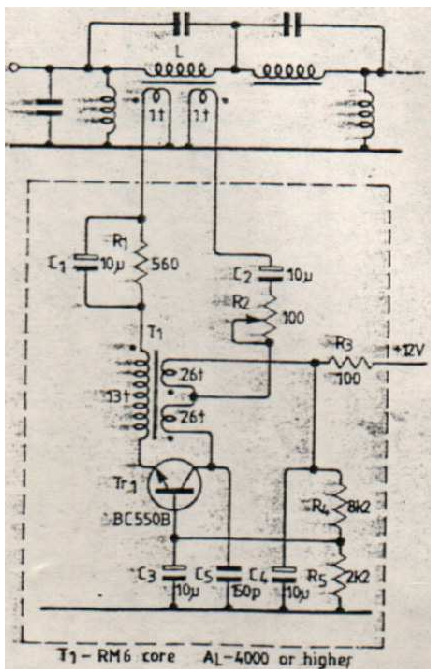 L
1t 1t
R1
C1 10µ 560
C2 10µ
R2
100
T1
R3
+12V
100
26t
13t
26t
Tr1
BC550B
R4 8k2
C3 C5 C4 R5 2k2
10µ 150p 10µ
T1-RM6 core AL-4000 or higher